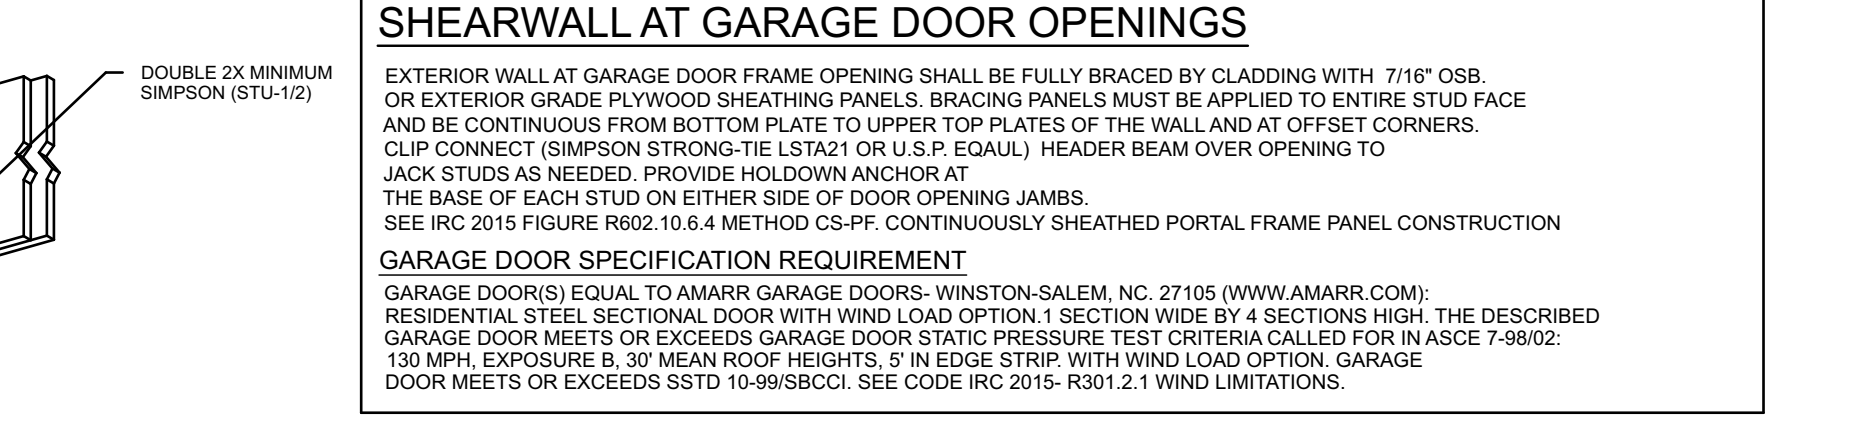 SHEARWALL AT GARAGE DOOR OPENINGS
DOUBLE 2X MINIMUM
SIMPSON (STU-1/2)
EXTERIOR WALL AT GARAGE DOOR FRAME OPENING SHALL BE FULLY BRACED BY CLADDING WITH 7/16" OSB.
OR EXTERIOR GRADE PLYWOOD SHEATHING PANELS. BRACING PANELS MUST BE APPLIED TO ENTIRE STUD FACE
AND BE CONTINUOUS FROM BOTTOM PLATE TO UPPER TOP PLATES OF THE WALL AND AT OFFSET CORNERS.
CLIP CONNECT (SIMPSON STRONG-TIE LSTA21 OR U.S.P. EQAUL) HEADER BEAM OVER OPENING TO
JACK STUDS AS NEEDED. PROVIDE HOLDOWN ANCHOR AT
THE BASE OF EACH STUD ON EITHER SIDE OF DOOR OPENING JAMBS.
SEE IRC 2015 FIGURE R602.10.6.4 METHOD CS-PF. CONTINUOUSLY SHEATHED PORTAL FRAME PANEL CONSTRUCTION
GARAGE DOOR SPECIFICATION REQUIREMENT
GARAGE DOOR(S) EQUAL TO AMARR GARAGE DOORS- WINSTON-SALEM, NC. 27105 (WWW.AMARR.COM):
RESIDENTIAL STEEL SECTIONAL DOOR WITH WIND LOAD OPTION.1 SECTION WIDE BY 4 SECTIONS HIGH. THE DESCRIBED
GARAGE DOOR MEETS OR EXCEEDS GARAGE DOOR STATIC PRESSURE TEST CRITERIA CALLED FOR IN ASCE 7-98/02:
130 MPH, EXPOSURE B, 30' MEAN ROOF HEIGHTS, 5' IN EDGE STRIP. WITH WIND LOAD OPTION. GARAGE
DOOR MEETS OR EXCEEDS SSTD 10-99/SBCCI. SEE CODE IRC 2015- R301.2.1 WIND LIMITATIONS.